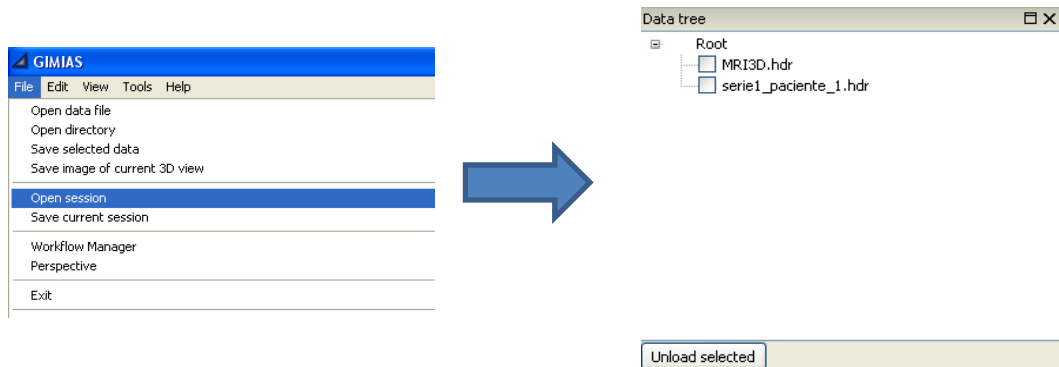 GIMIAS
File Edit View Tools Help
Open data file
Open directory
Save selected data
Save image of current 3D view
Open session
Save current session
Workflow Manager
Perspective
Exit
Data tree
Root
MRI3D.hdr
serie1_paciente_1.hdr
Unload selected